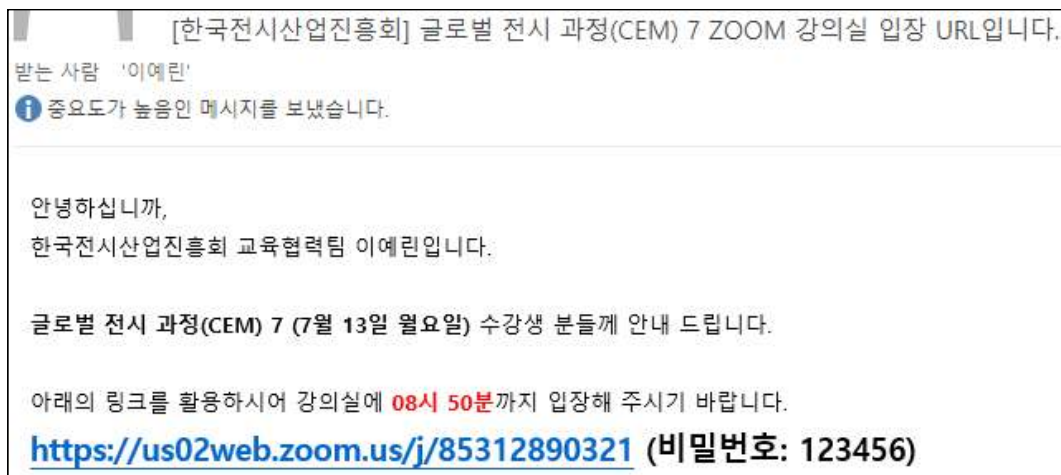 [한국전시산업진흥회] 글로벌 전시 과정(CEM) 7 ZOOM 강의실 입장 URL입니다.
받는 사람 '이예린'
중요도가 높음인 메시지를 보냈습니다.
안녕하십니까,
한국전시산업진흥회 교육협력팀 이예린입니다.
글로벌 전시 과정(CEM) 7 (7월 13일 월요일) 수강생 분들께 안내 드립니다.
아래의 링크를 활용하시어 강의실에 08시 50분까지 입장해 주시기 바랍니다.
https://us02web.zoom.us/j/85312890321 (비밀번호: 123456)